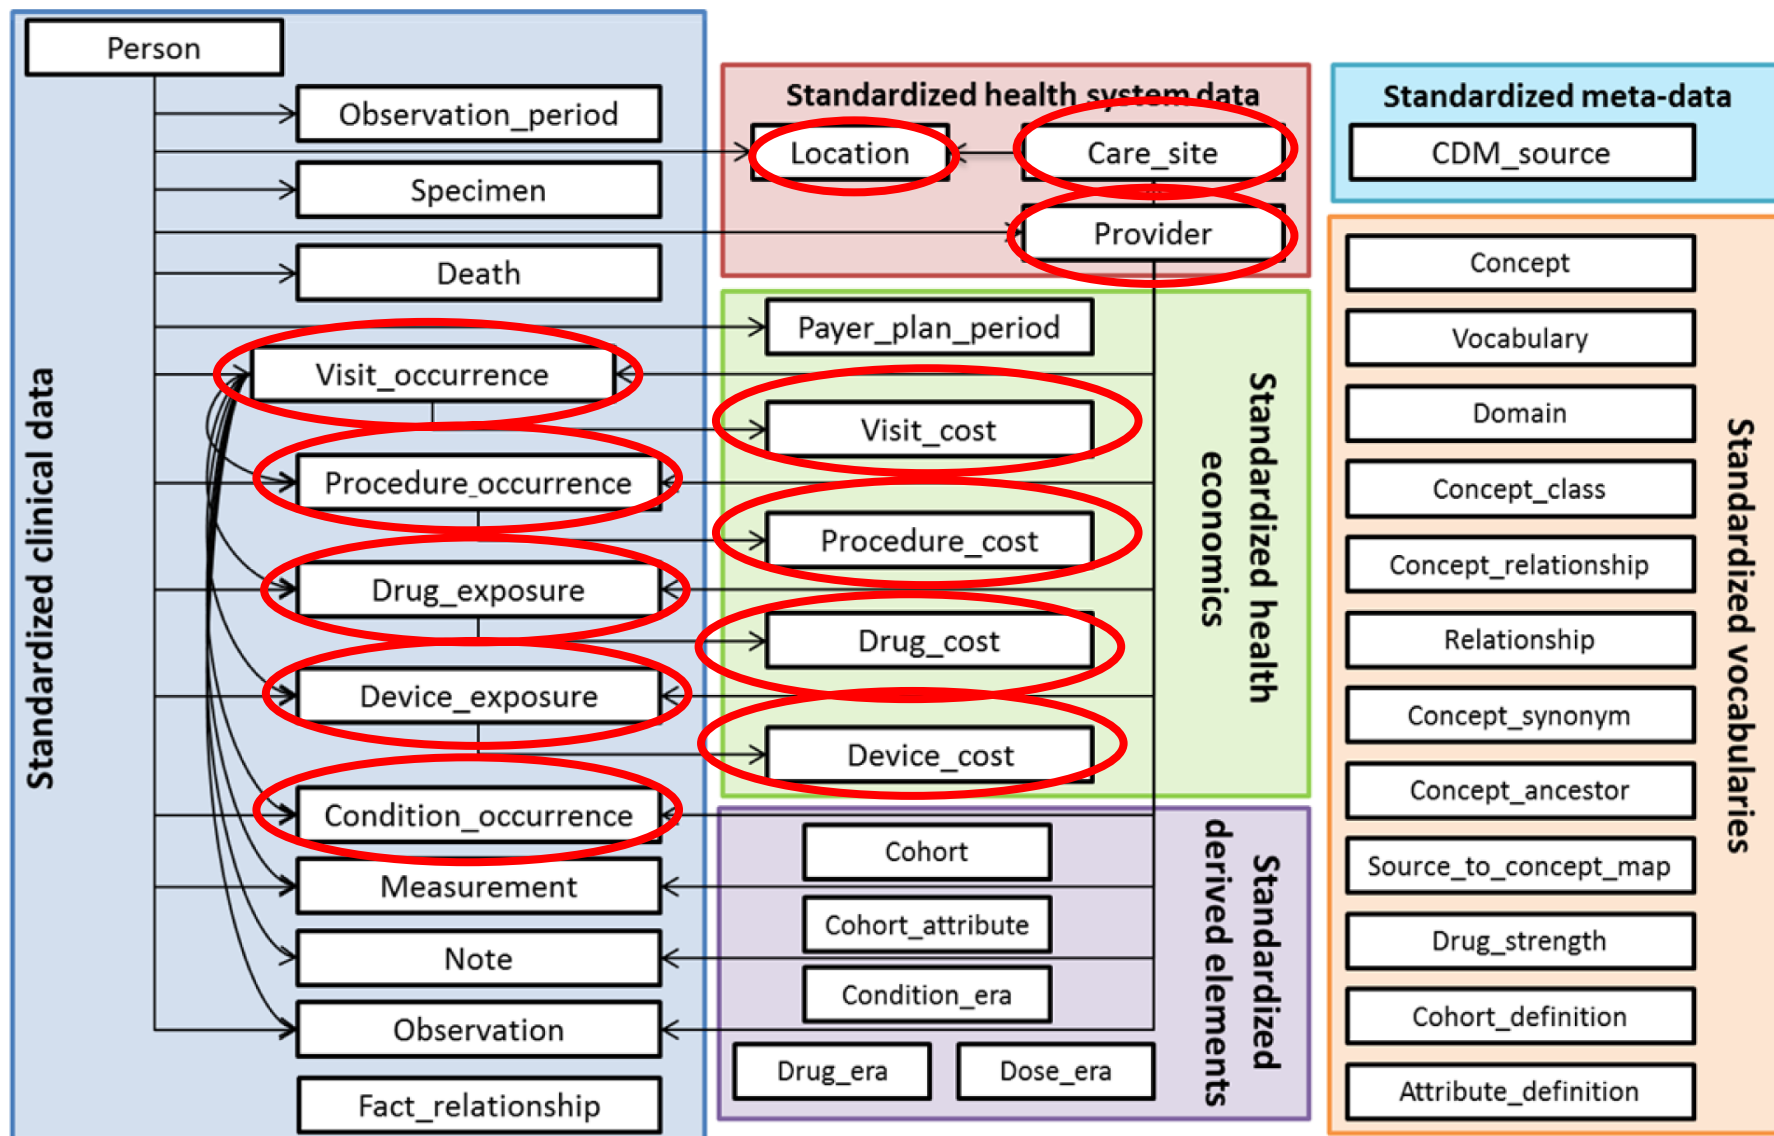 Person
Observation_period
Specimen
Death
Visit_occurrence
Procedure_occurrence
Drug_exposure
Device_exposure
Condition_occurrence
Measurement
Note
Observation
Fact_relationship
Standardized clinical data
Standardized health system data
Location
Care_site
Provider
Payer_plan_period
Visit_cost
Procedure_cost
Drug_cost
Device_cost
Standardized health
economics
Cohort
Cohort_attribute
Condition_era
Drug_era
Dose_era
Standardized
derived elements
Standardized meta-data
CDM_source
Concept
Vocabulary
Domain
Concept_class
Concept_relationship
Relationship
Concept_synonym
Concept_ancestor
Source_to_concept_map
Drug_strength
Cohort_definition
Attribute_definition
Standardized vocabularies